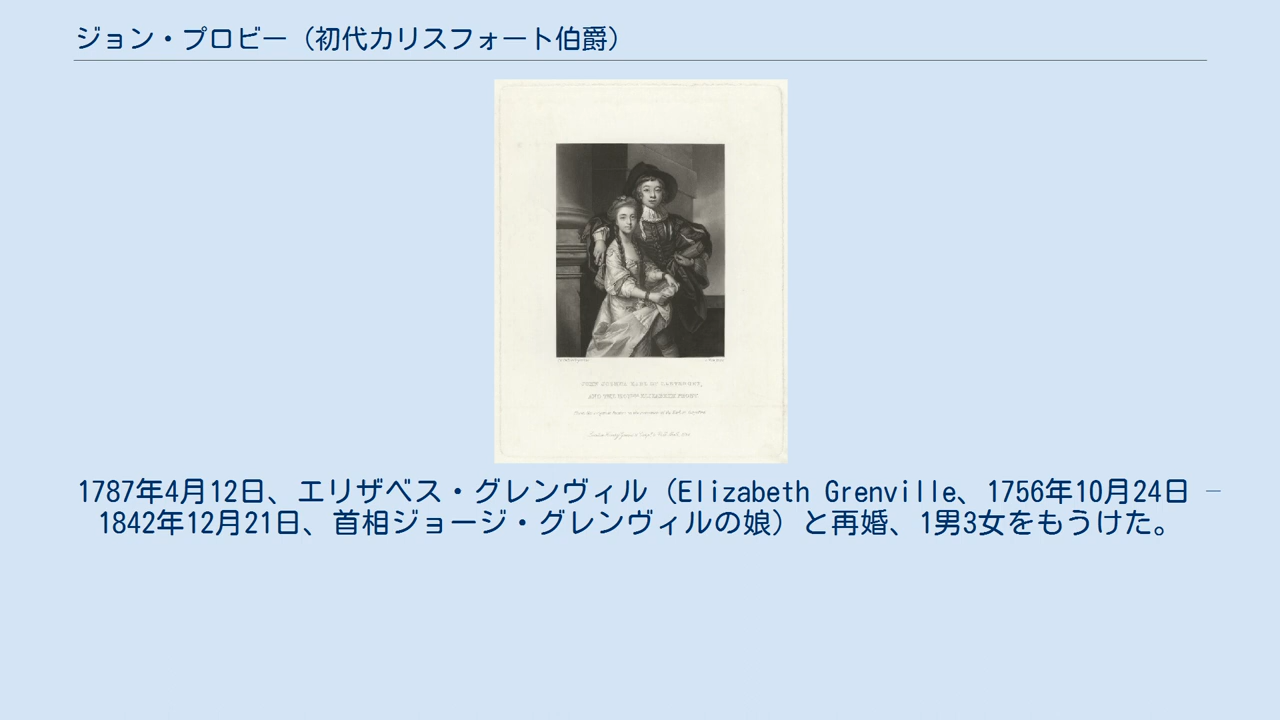 ジョン・プロビー（初代カリスフォート伯爵）
AND THE ELIZABETH PROBY
1787年4月12日、エリザベス・グレンヴィル（Elizabeth Grenville、1756年10月24日 –
1842年12月21日、首相ジョージ・グレンヴィルの娘）と再婚、1男3女をもうけた。